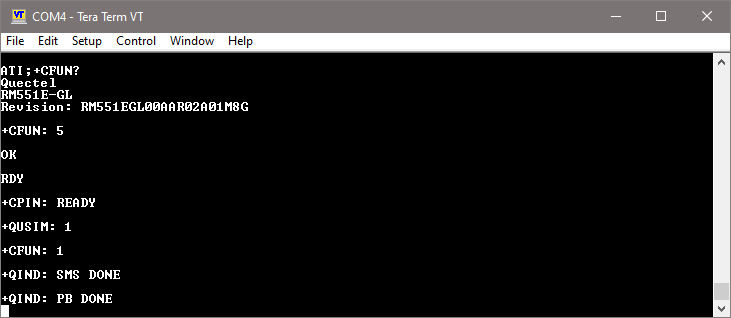 COM4 - Tera Term VT
File Edit Setup Control Window Help
ATI;+CFUN?
Quectel
RM551E-GL
Revision: RM551EGL00AAR02A01M8G
+CFUN: 5
OK
RDY
+CPIN: READY
+QUSIM: 1
+CFUN: 1
+QIND: SMS DONE
+QIND: PB DONE